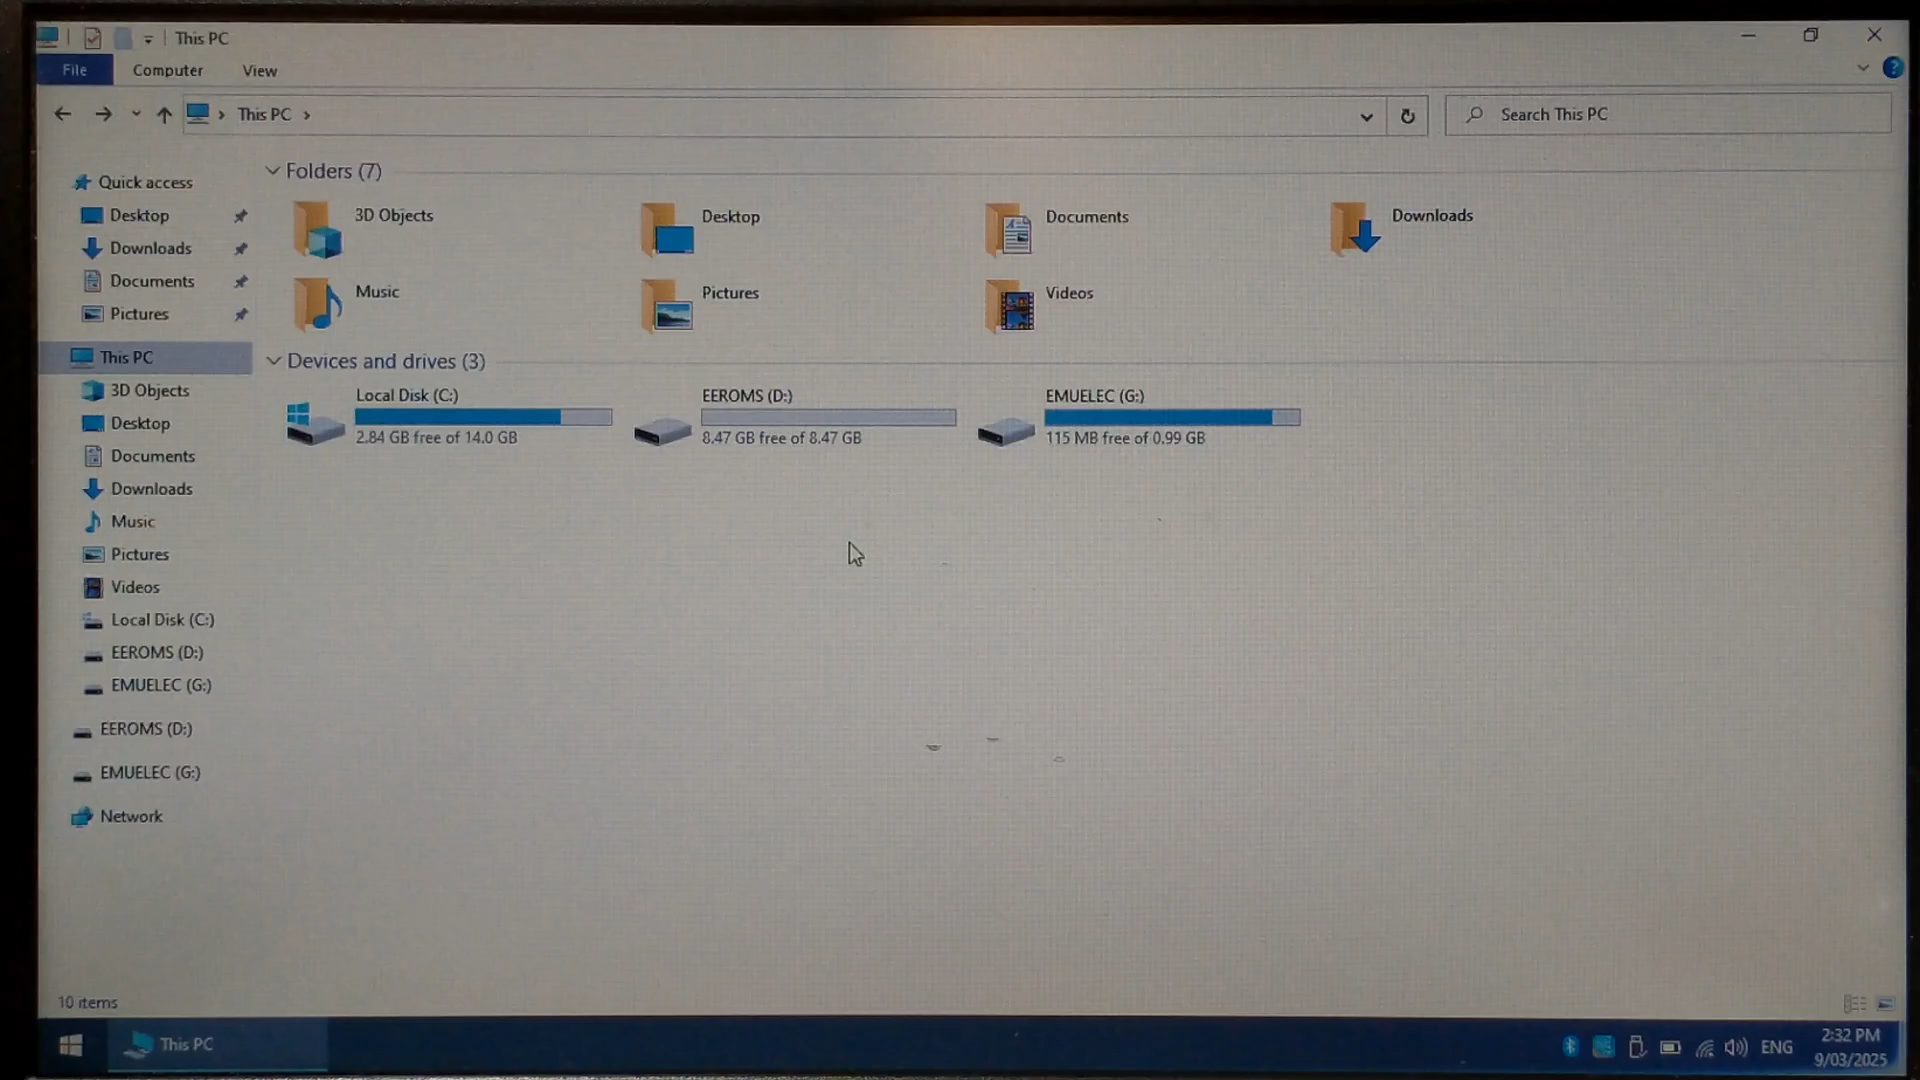 This PC
File
Computer
View
This PC
Search This PC
Quick access
Desktop
Downloads
Documents
Pictures
This PC
3D Objects
Desktop
Documents
Downloads
Music
Pictures
Videos
Local Disk (C:)
EEROMS (D:)
EMUELEC (G:)
EEROMS (D:)
EMUELEC (G:)
Network
Folders (7)
3D Objects
Desktop
Documents
Downloads
Music
Pictures
Videos
Devices and drives (3)
Local Disk (C:)
2.84 GB free of 14.0 GB
EEROMS (D:)
8.47 GB free of 8.47 GB
EMUELEC (G:)
115 MB free of 0.99 GB
10 items
This PC
ENG
2:32 PM
9/03/2025